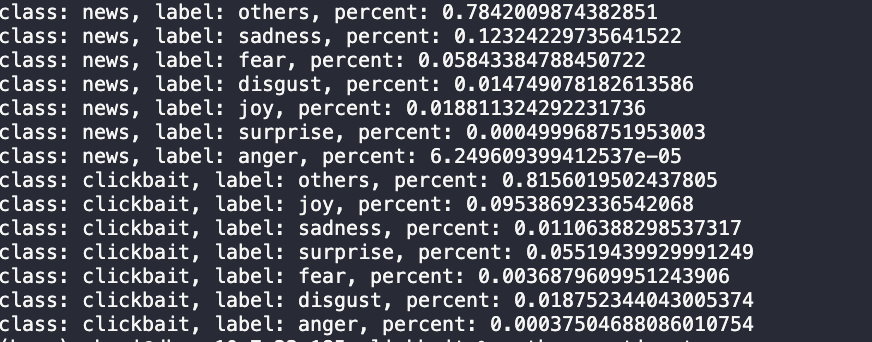 class: news, label: others, percent: 0.7842009874382851
class: news, label: sadness, percent: 0.12324229735641522
class: news, label: fear, percent: 0.05843384788450722
class: news, label: disgust, percent: 0.014749078182613586
class: news, label: joy, percent: 0.018811324292231736
class: news, label: surprise, percent: 0.000499968751953003
class: news, label: anger, percent: 6.249609399412537e-05
class: clickbait, label: others, percent: 0.8156019502437805
class: clickbait, label: joy, percent: 0.09538692336542068
class: clickbait, label: sadness, percent: 0.01106388298537317
class: clickbait, label: surprise, percent: 0.05519439929991249
class: clickbait, label: fear, percent: 0.0036879609951243906
class: clickbait, label: disgust, percent: 0.018752344043005374
class: clickbait, label: anger, percent: 0.00037504688086010754